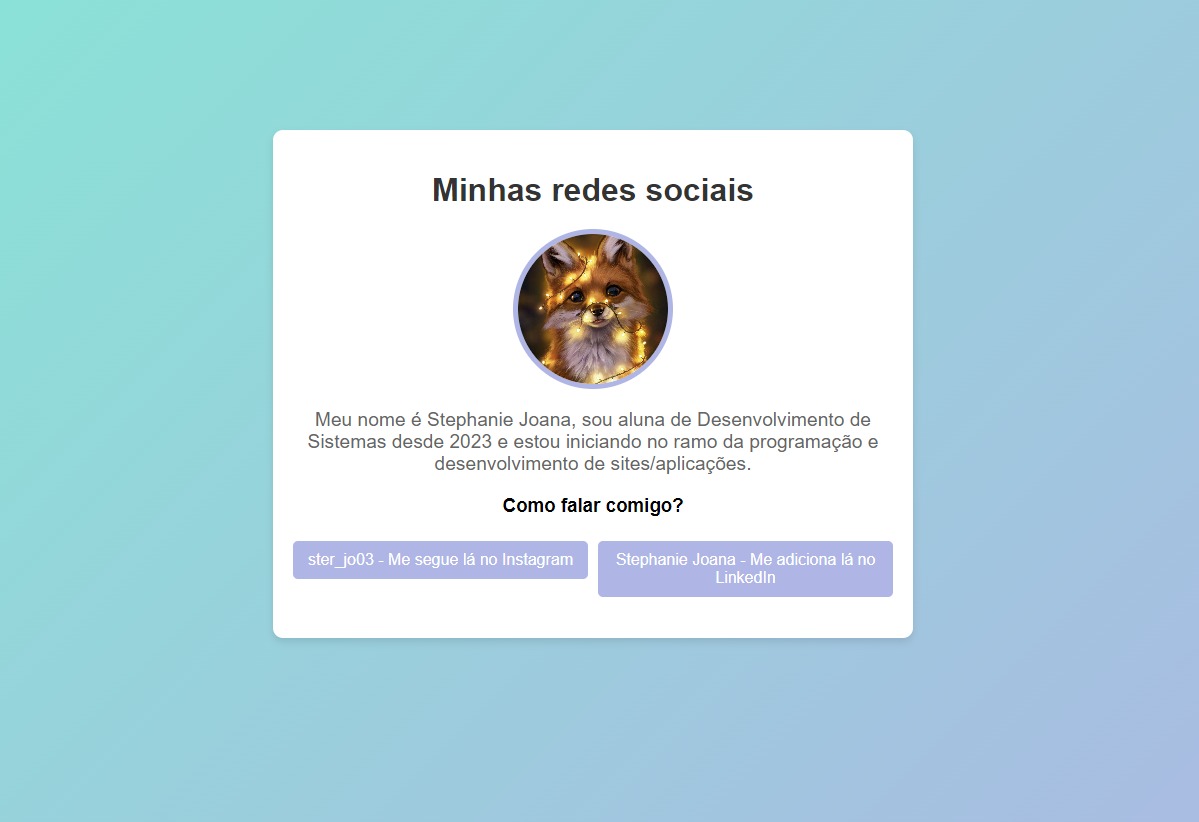 Minhas redes sociais
Meu nome é Stephanie Joana, sou aluna de Desenvolvimento de
Sistemas desde 2023 e estou iniciando no ramo da programação e
desenvolvimento de sites/aplicações.
Como falar comigo?
ster_jo03 - Me segue lá no Instagram
Stephanie Joana - Me adiciona lá no
LinkedIn